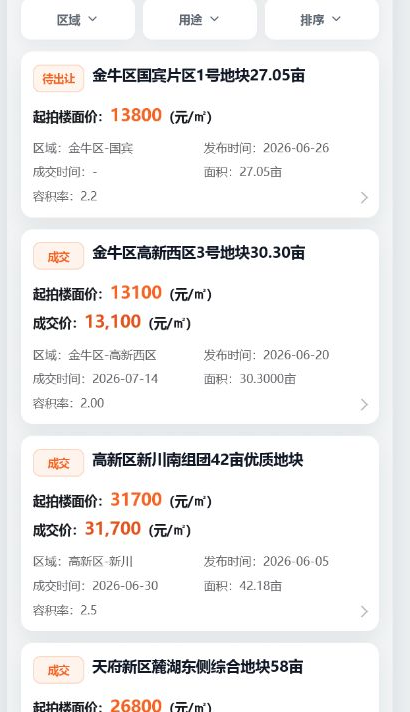 区域 用途 排序
待出让 金牛区国宾片区1号地块27.05亩
起拍楼面价：13800（元/㎡）
区域：金牛区-国宾 发布时间：2026-06-26
成交时间：- 面积：27.05亩
容积率：2.2
成交 金牛区高新西区3号地块30.30亩
起拍楼面价：13100（元/㎡）
成交价：13,100（元/㎡）
区域：金牛区-高新西区 发布时间：2026-06-20
成交时间：2026-07-14 面积：30.3000亩
容积率：2.00
成交 高新区新川南组团42亩优质地块
起拍楼面价：31700（元/㎡）
成交价：31,700（元/㎡）
区域：高新区-新川 发布时间：2026-06-05
成交时间：2026-06-30 面积：42.18亩
容积率：2.5
成交 天府新区麓湖东侧综合地块58亩
起拍楼面价：26800（元/㎡）